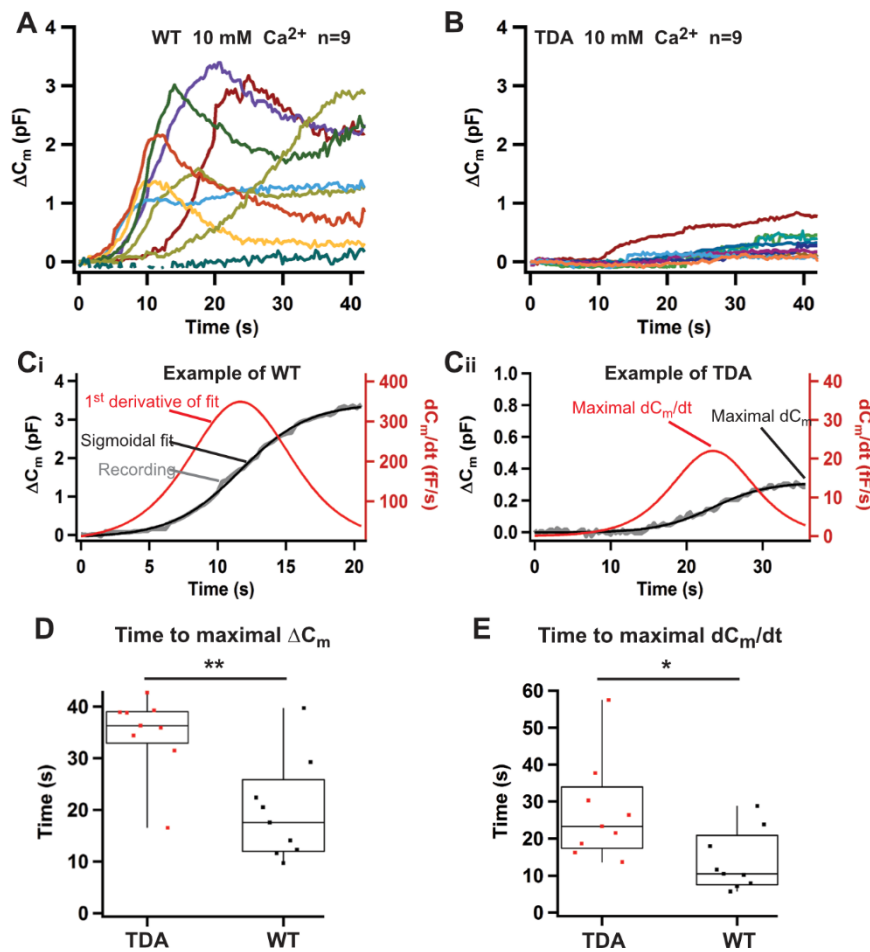 A
WT 10 mM Ca2+ n=9
4
3
2
1
0
ΔCm (pF)
0 10 20 30 40
Time (s)
B
TDA 10 mM Ca2+ n=9
4
3
2
1
0
ΔCm (pF)
0 10 20 30 40
Time (s)
Ci
Example of WT
4
3
2
1
0
ΔCm (pF)
1st derivative of fit
Sigmoidal fit
Recording
400
300
200
100
dCm/dt (fF/s)
0 5 10 15 20
Time (s)
Cii
Example of TDA
1.0
0.8
0.6
0.4
0.2
0.0
ΔCm (pF)
Maximal dCm/dt
Maximal dCm
40
30
20
10
0
dCm/dt (fF/s)
0 10 20 30
Time (s)
D
Time to maximal ΔCm
**
40
30
20
10
0
Time (s)
TDA WT
E
Time to maximal dCm/dt
*
60
50
40
30
20
10
0
Time (s)
TDA WT